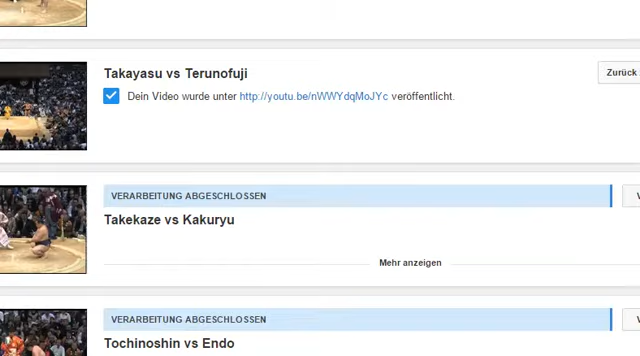 Takayasu vs Terunofuji
Zurück
Dein Video wurde unter http://youtu.be/nWWYdqMoJYc veröffentlicht.
VERARBEITUNG ABGESCHLOSSEN
Takekaze vs Kakuryu
Mehr anzeigen
VERARBEITUNG ABGESCHLOSSEN
Tochinoshin vs Endo